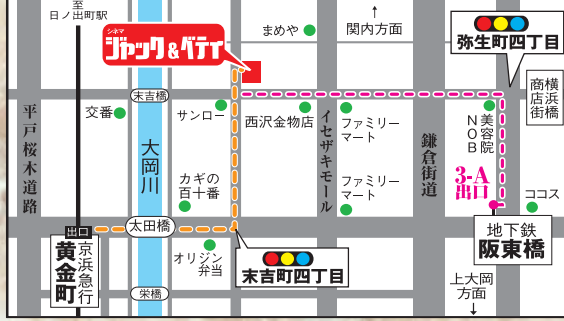 至
日ノ出町駅
シネマ
ジャック&ベティ
まめや
↑
関内方面
弥生町四丁目
横浜橋
商店街
平戸桜木道路
交番
末吉橋
サンロー
西沢金物店
イセザキモール
ファミリー
マート
鎌倉街道
美容院
NOB
大岡川
カギの
百十番
ファミリー
マート
3-A
出口
ココス
太田橋
出口
京浜急行
黄金町
オリジン
弁当
末吉町四丁目
地下鉄
阪東橋
栄橋
上大岡
方面
↓